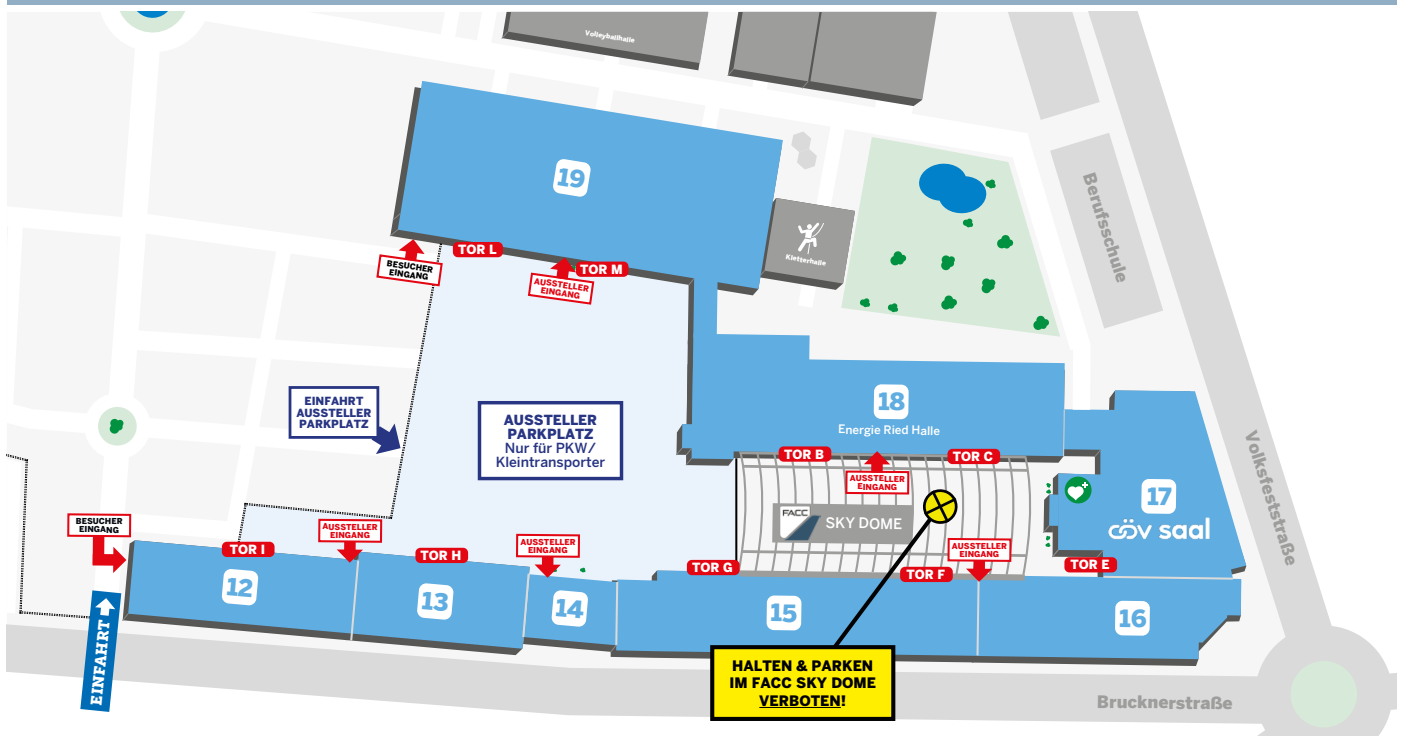 Volleyballhalle
19
Berufsschule
Kletterhalle
TOR L
BESUCHER
EINGANG
TOR M
AUSSTELLER
EINGANG
EINFAHRT
AUSSTELLER
PARKPLATZ
AUSSTELLER
PARKPLATZ
Nur für PKW/
Kleintransporter
18
Energie Ried Halle
TOR B
TOR C
AUSSTELLER
EINGANG
Volksfeststraße
17
cöv saal
FACC
SKY DOME
BESUCHER
EINGANG
AUSSTELLER
EINGANG
AUSSTELLER
EINGANG
AUSSTELLER
EINGANG
TOR I
TOR H
TOR G
TOR F
TOR E
12
13
14
15
16
EINFAHRT
HALTEN & PARKEN
IM FACC SKY DOME
VERBOTEN!
Brucknerstraße